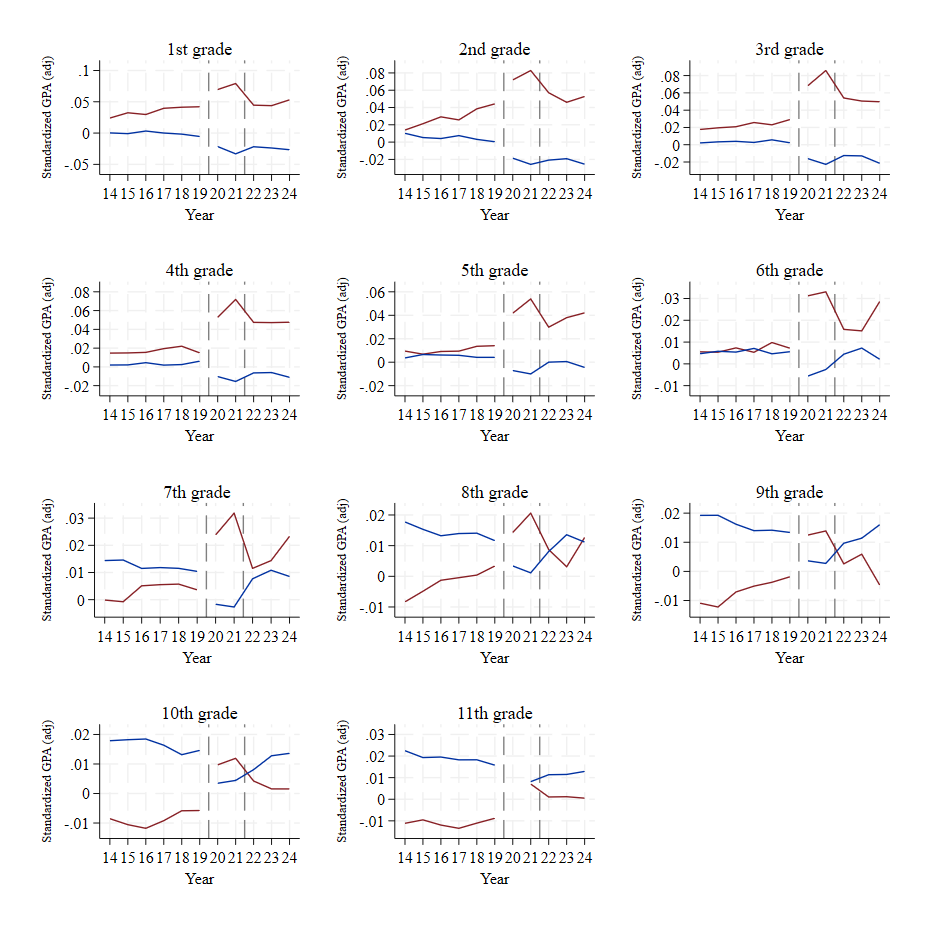 1st grade
Standardized GPA (adj)
.1
.05
0
-.05
14 15 16 17 18 19 20 21 22 23 24
Year
2nd grade
Standardized GPA (adj)
.08
.06
.04
.02
0
-.02
14 15 16 17 18 19 20 21 22 23 24
Year
3rd grade
Standardized GPA (adj)
.08
.06
.04
.02
0
-.02
14 15 16 17 18 19 20 21 22 23 24
Year
4th grade
Standardized GPA (adj)
.08
.06
.04
.02
0
-.02
14 15 16 17 18 19 20 21 22 23 24
Year
5th grade
Standardized GPA (adj)
.06
.04
.02
0
-.02
14 15 16 17 18 19 20 21 22 23 24
Year
6th grade
Standardized GPA (adj)
.03
.02
.01
0
-.01
14 15 16 17 18 19 20 21 22 23 24
Year
7th grade
Standardized GPA (adj)
.03
.02
.01
0
14 15 16 17 18 19 20 21 22 23 24
Year
8th grade
Standardized GPA (adj)
.02
.01
0
-.01
14 15 16 17 18 19 20 21 22 23 24
Year
9th grade
Standardized GPA (adj)
.02
.01
0
-.01
14 15 16 17 18 19 20 21 22 23 24
Year
10th grade
Standardized GPA (adj)
.02
.01
0
-.01
14 15 16 17 18 19 20 21 22 23 24
Year
11th grade
Standardized GPA (adj)
.03
.02
.01
0
-.01
14 15 16 17 18 19 20 21 22 23 24
Year